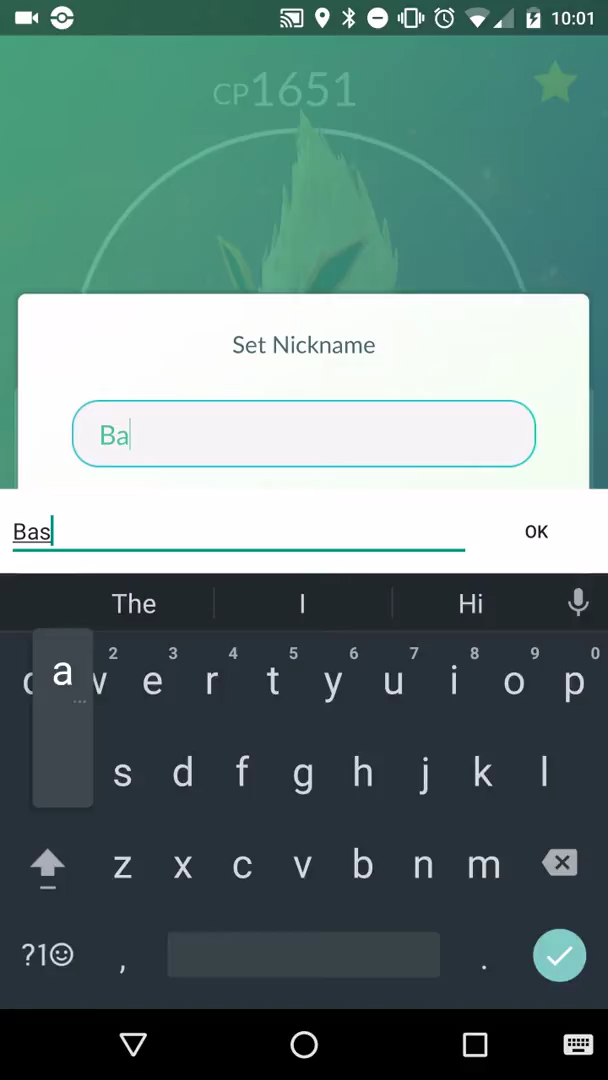 10:01
CP1651
Set Nickname
Ba
Bas OK
The I Hi
a
2 3 4 5 6 7 8 9 0
w e r t y u i o p
s d f g h j k l
z x c v b n m
?1☺ , .